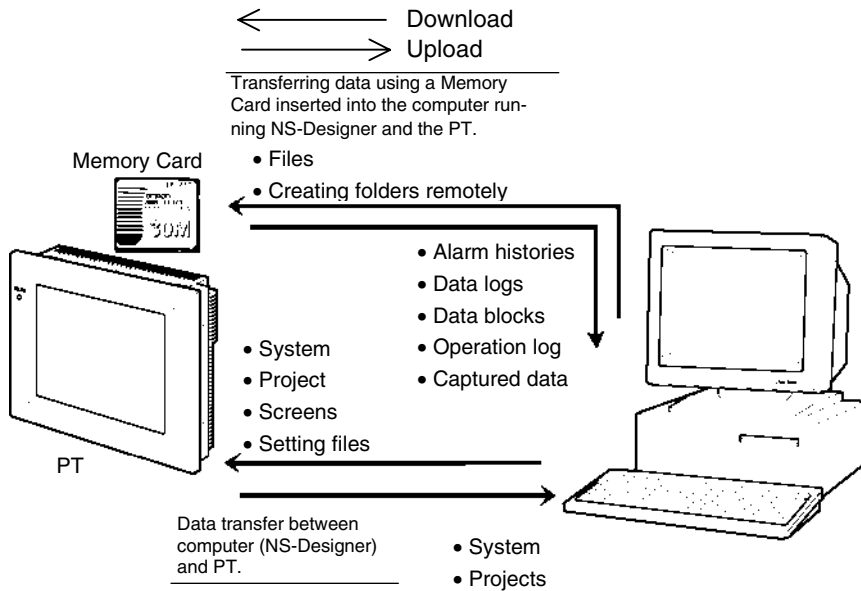 Download
Upload
Transferring data using a Memory
Card inserted into the computer run-
ning NS-Designer and the PT.
Memory Card
• Files
• Creating folders remotely
30M
• Alarm histories
• Data logs
• Data blocks
• Operation log
• Captured data
• System
• Project
• Screens
• Setting files
PT
Data transfer between
computer (NS-Designer)
and PT.
• System
• Projects